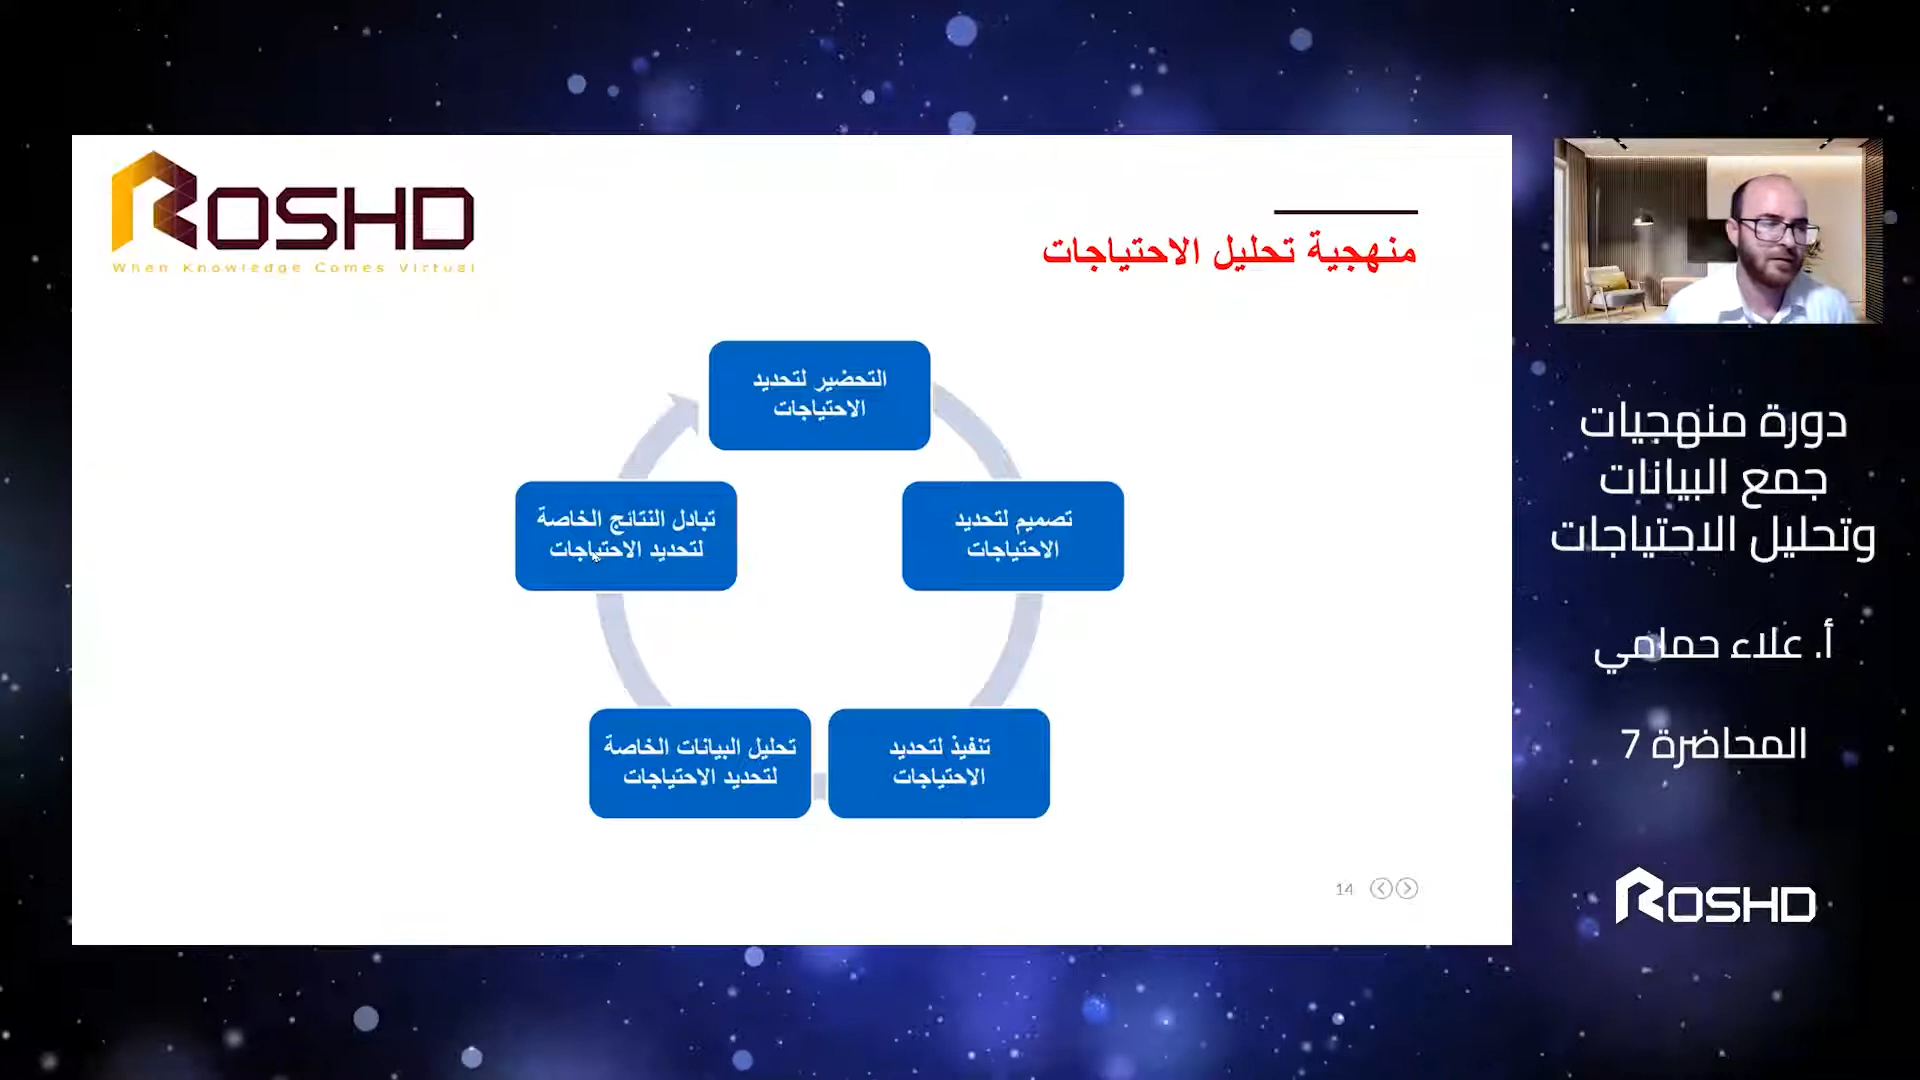 ROSHD
When Knowledge Comes Virtual
منهجية تحليل الاحتياجات
التحضير لتحديد
الاحتياجات
تصميم لتحديد
الاحتياجات
تنفيذ لتحديد
الاحتياجات
تحليل البيانات الخاصة
لتحديد الاحتياجات
تبادل النتائج الخاصة
لتحديد الاحتياجات
14
دورة منهجيات
جمع البيانات
وتحليل الاحتياجات
أ. علاء حمامي
المحاضرة 7
ROSHD